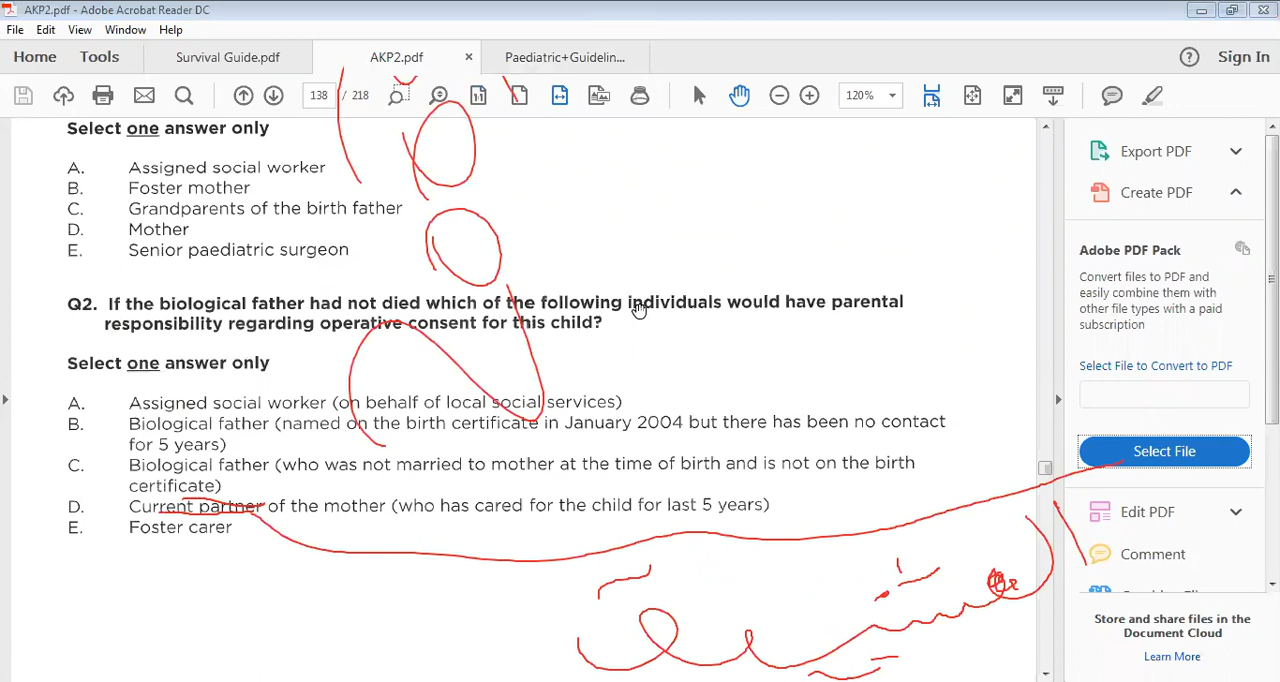 AKP2.pdf - Adobe Acrobat Reader DC
File Edit View Window Help
Home Tools Survival Guide.pdf AKP2.pdf × Paediatric+Guidelin... Sign In
138 / 218 120%
Select one answer only
A. Assigned social worker
B. Foster mother
C. Grandparents of the birth father
D. Mother
E. Senior paediatric surgeon
Q2. If the biological father had not died which of the following individuals would have parental
responsibility regarding operative consent for this child?
Select one answer only
A. Assigned social worker (on behalf of local social services)
B. Biological father (named on the birth certificate in January 2004 but there has been no contact
for 5 years)
C. Biological father (who was not married to mother at the time of birth and is not on the birth
certificate)
D. Current partner of the mother (who has cared for the child for last 5 years)
E. Foster carer
Export PDF
Create PDF
Adobe PDF Pack
Convert files to PDF and
easily combine them with
other file types with a paid
subscription
Select File to Convert to PDF
Select File
Edit PDF
Comment
Store and share files in the
Document Cloud
Learn More